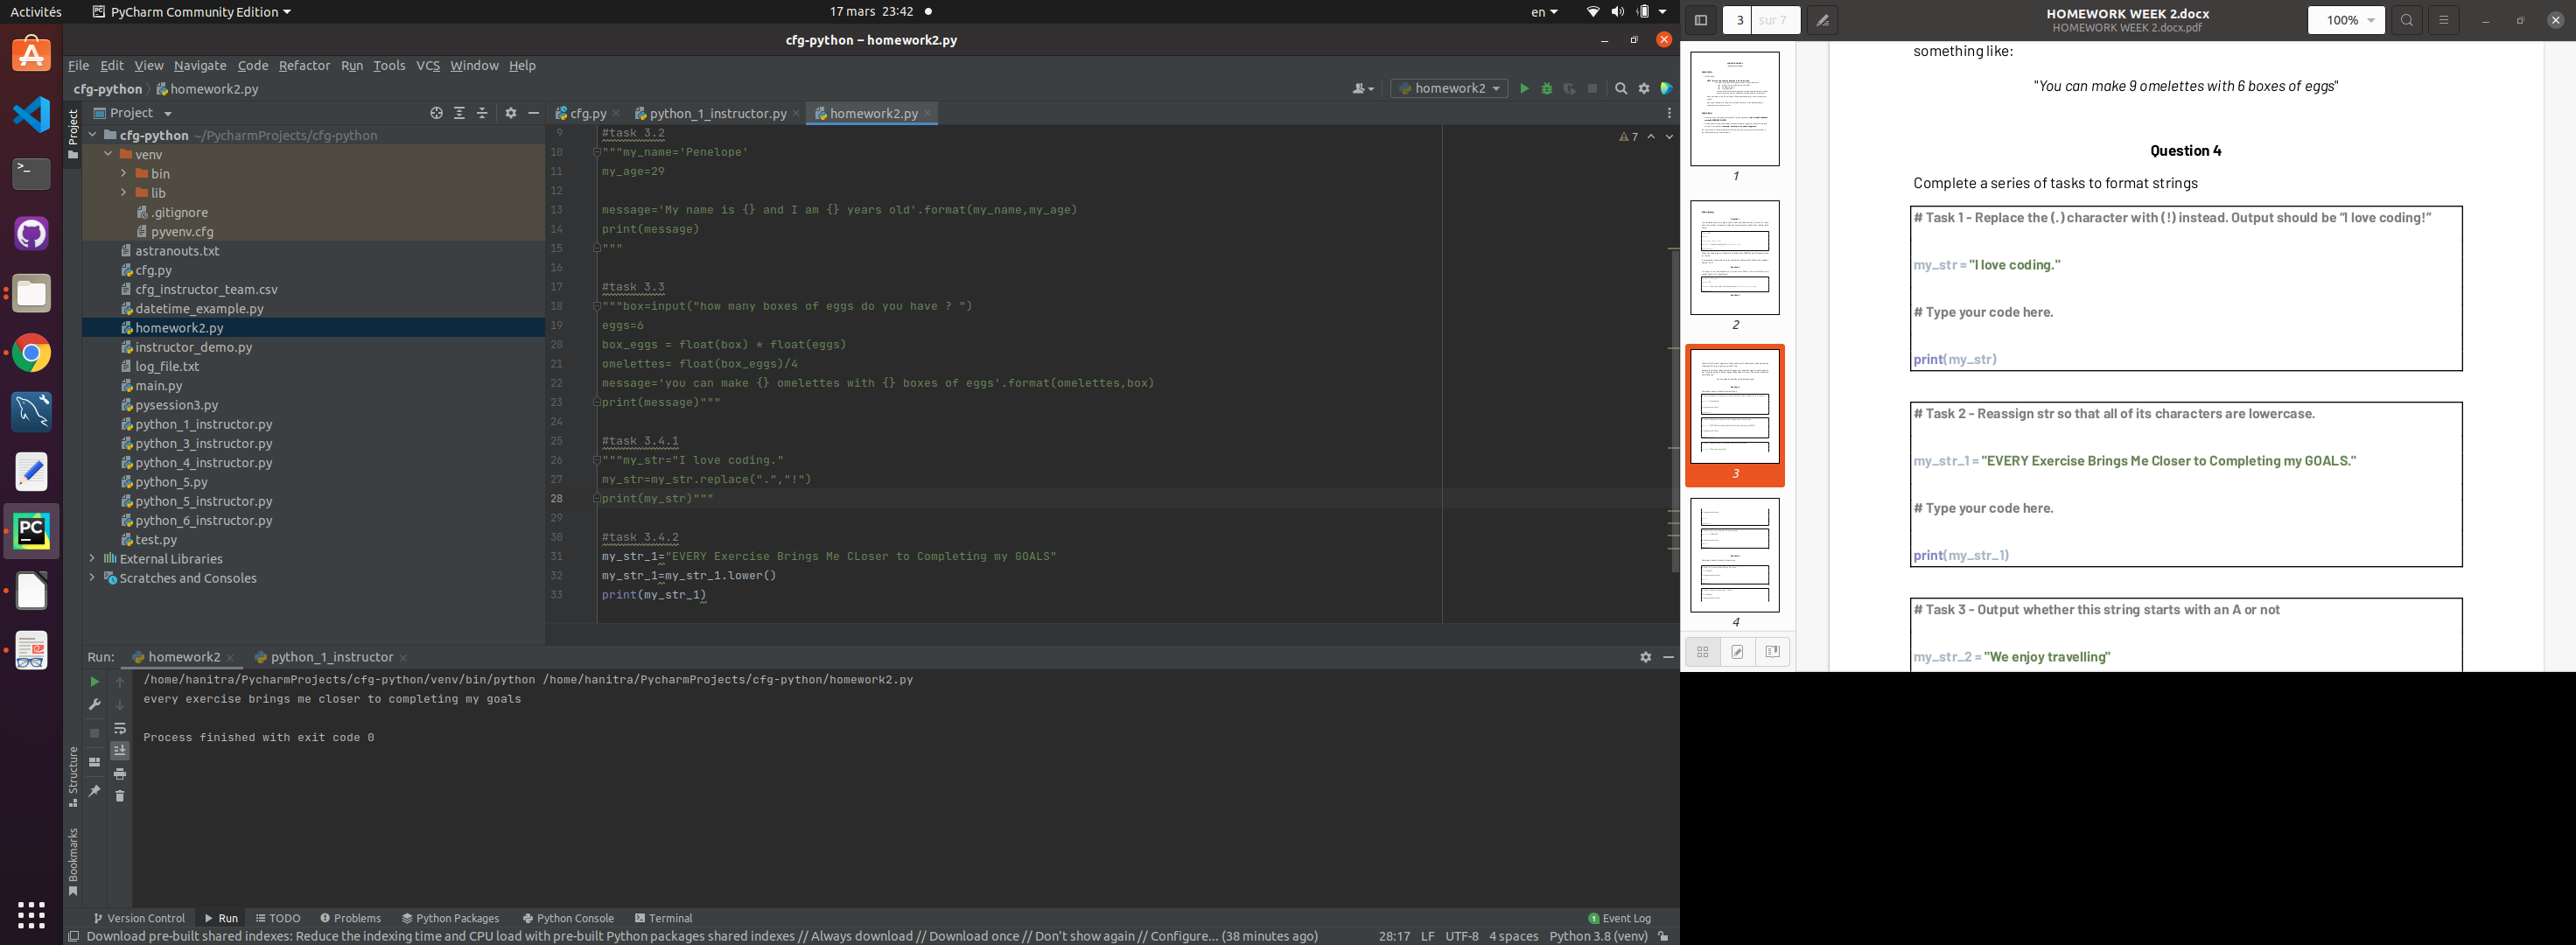 Activités
PyCharm Community Edition
17 mars 23:42
en
cfg-python – homework2.py
File Edit View Navigate Code Refactor Run Tools VCS Window Help
cfg-python homework2.py
homework2
Project
Project
cfg.py
python_1_instructor.py
homework2.py
cfg-python ~/PycharmProjects/cfg-python
venv
bin
lib
.gitignore
pyvenv.cfg
astranouts.txt
cfg.py
cfg_instructor_team.csv
datetime_example.py
homework2.py
instructor_demo.py
log_file.txt
main.py
pysession3.py
python_1_instructor.py
python_3_instructor.py
python_4_instructor.py
python_5.py
python_5_instructor.py
python_6_instructor.py
test.py
External Libraries
Scratches and Consoles
7
9 #task 3.2
10 """my_name='Penelope'
11 my_age=29
12
13 message='My name is {} and I am {} years old'.format(my_name,my_age)
14 print(message)
15 """
16
17 #task 3.3
18 """box=input("how many boxes of eggs do you have ? ")
19 eggs=6
20 box_eggs = float(box) * float(eggs)
21 omelettes= float(box_eggs)/4
22 message='you can make {} omelettes with {} boxes of eggs'.format(omelettes,box)
23 print(message)"""
24
25 #task 3.4.1
26 """my_str="I love coding."
27 my_str=my_str.replace(".","!")
28 print(my_str)"""
29
30 #task 3.4.2
31 my_str_1="EVERY Exercise Brings Me CLoser to Completing my GOALS"
32 my_str_1=my_str_1.lower()
33 print(my_str_1)
Structure
Bookmarks
Run: homework2 python_1_instructor
/home/hanitra/PycharmProjects/cfg-python/venv/bin/python /home/hanitra/PycharmProjects/cfg-python/homework2.py
every exercise brings me closer to completing my goals
Process finished with exit code 0
Version Control Run TODO Problems Python Packages Python Console Terminal
1 Event Log
Download pre-built shared indexes: Reduce the indexing time and CPU load with pre-built Python packages shared indexes // Always download // Download once // Don't show again // Configure... (38 minutes ago)
28:17 LF UTF-8 4 spaces Python 3.8 (venv)
3 sur 7
HOMEWORK WEEK 2.docx
HOMEWORK WEEK 2.docx.pdf
100%
1
2
3
4
something like:
"You can make 9 omelettes with 6 boxes of eggs"
Question 4
Complete a series of tasks to format strings
# Task 1 - Replace the (.) character with (!) instead. Output should be “I love coding!”
my_str = "I love coding."
# Type your code here.
print(my_str)
# Task 2 - Reassign str so that all of its characters are lowercase.
my_str_1 = "EVERY Exercise Brings Me Closer to Completing my GOALS."
# Type your code here.
print(my_str_1)
# Task 3 - Output whether this string starts with an A or not
my_str_2 = "We enjoy travelling"